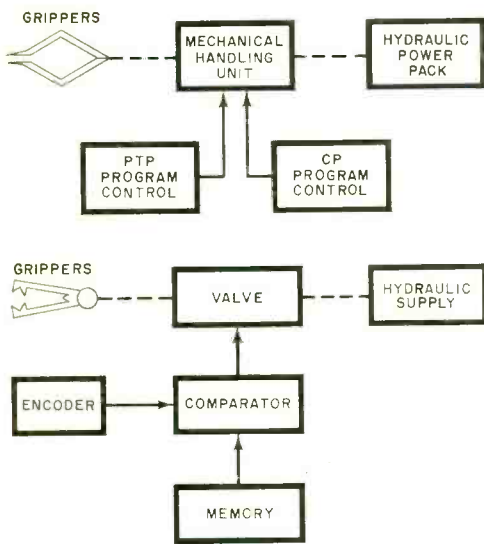 GRIPPERS
MECHANICAL
HANDLING
UNIT
HYDRAULIC
POWER
PACK
PTP
PROGRAM
CONTROL
CP
PROGRAM
CONTROL
GRIPPERS
VALVE
HYDRAULIC
SUPPLY
ENCODER
COMPARATOR
MEMORY